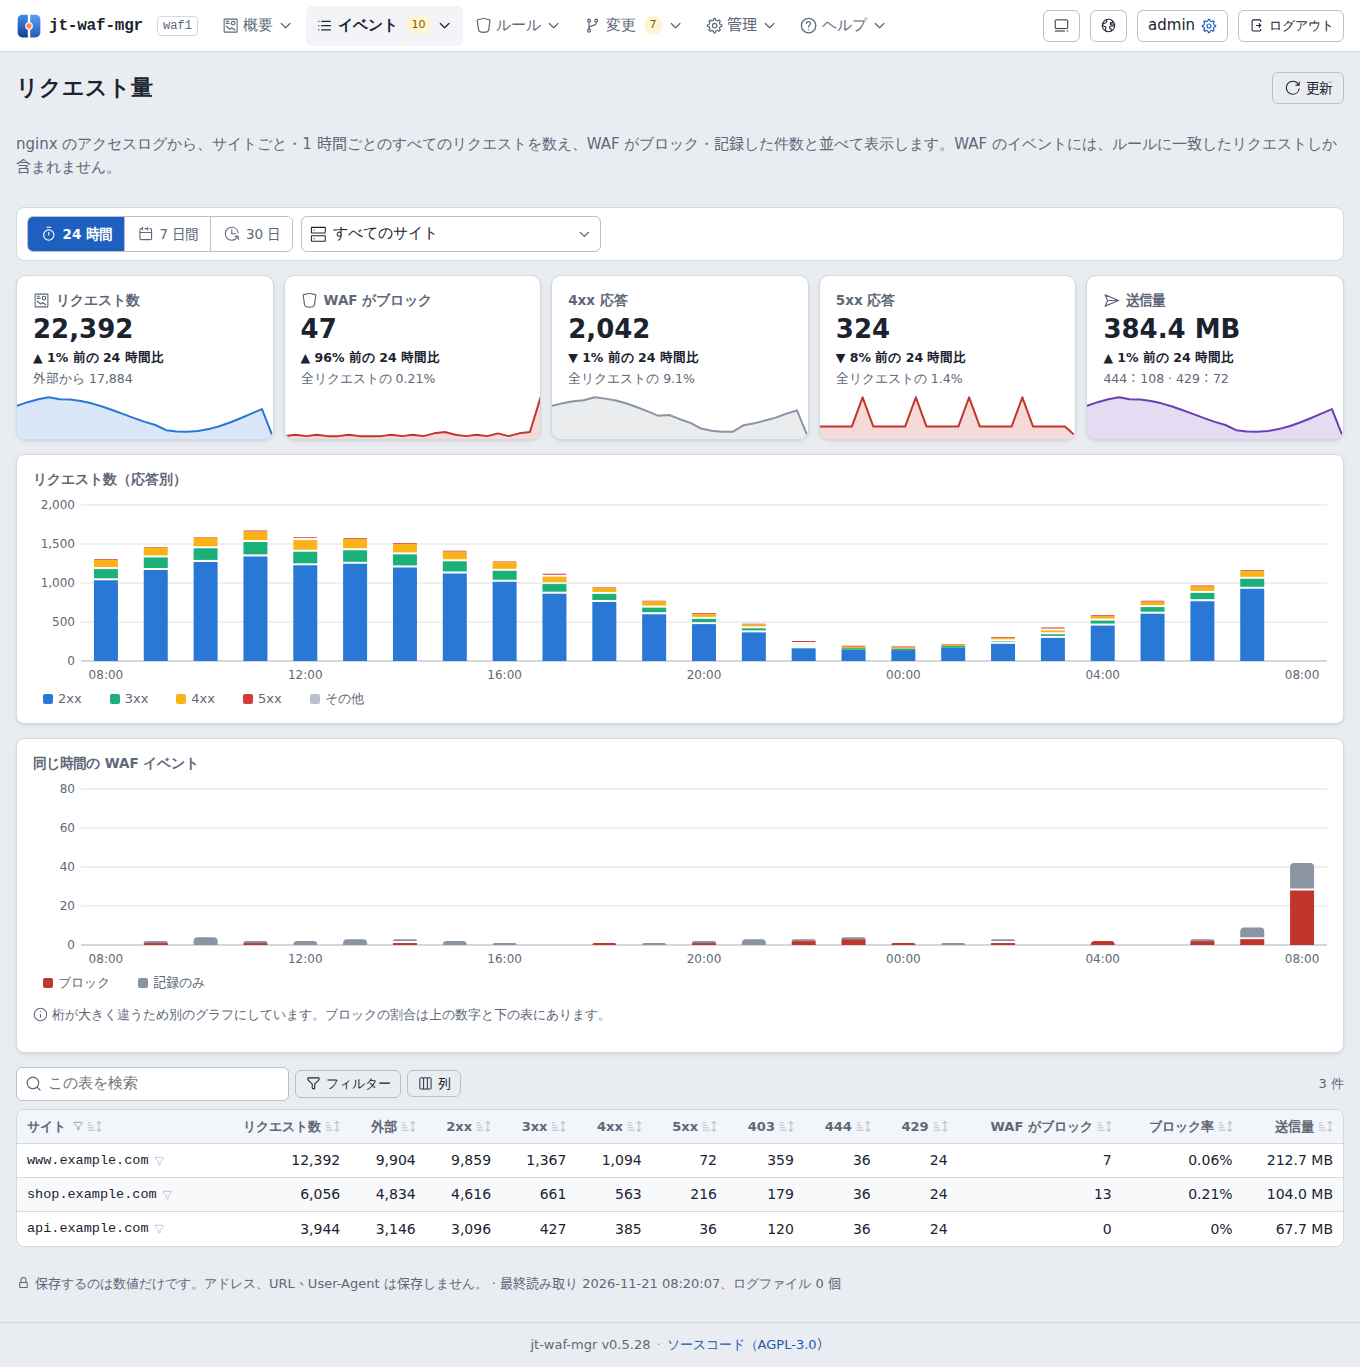 jt-waf-mgr waf1 概要 イベント 10 ルール 変更 7 管理 ヘルプ admin ログアウト
リクエスト量
更新
nginx のアクセスログから、サイトごと・1 時間ごとのすべてのリクエストを数え、WAF がブロック・記録した件数と並べて表示します。WAF のイベントには、ルールに一致したリクエストしか
含まれません。
24 時間 7 日間 30 日 すべてのサイト
リクエスト数
22,392
▲ 1% 前の 24 時間比
外部から 17,884
WAF がブロック
47
▲ 96% 前の 24 時間比
全リクエストの 0.21%
4xx 応答
2,042
▼ 1% 前の 24 時間比
全リクエストの 9.1%
5xx 応答
324
▼ 8% 前の 24 時間比
全リクエストの 1.4%
送信量
384.4 MB
▲ 1% 前の 24 時間比
444：108 · 429：72
リクエスト数（応答別）
2,000
1,500
1,000
500
0
08:00 12:00 16:00 20:00 00:00 04:00 08:00
2xx 3xx 4xx 5xx その他
同じ時間の WAF イベント
80
60
40
20
0
08:00 12:00 16:00 20:00 00:00 04:00 08:00
ブロック 記録のみ
桁が大きく違うため別のグラフにしています。ブロックの割合は上の数字と下の表にあります。
この表を検索 フィルター 列 3 件
サイト リクエスト数 外部 2xx 3xx 4xx 5xx 403 444 429 WAF がブロック ブロック率 送信量
www.example.com 12,392 9,904 9,859 1,367 1,094 72 359 36 24 7 0.06% 212.7 MB
shop.example.com 6,056 4,834 4,616 661 563 216 179 36 24 13 0.21% 104.0 MB
api.example.com 3,944 3,146 3,096 427 385 36 120 36 24 0 0% 67.7 MB
保存するのは数値だけです。アドレス、URL、User-Agent は保存しません。 · 最終読み取り 2026-11-21 08:20:07、ログファイル 0 個
jt-waf-mgr v0.5.28 · ソースコード（AGPL-3.0）